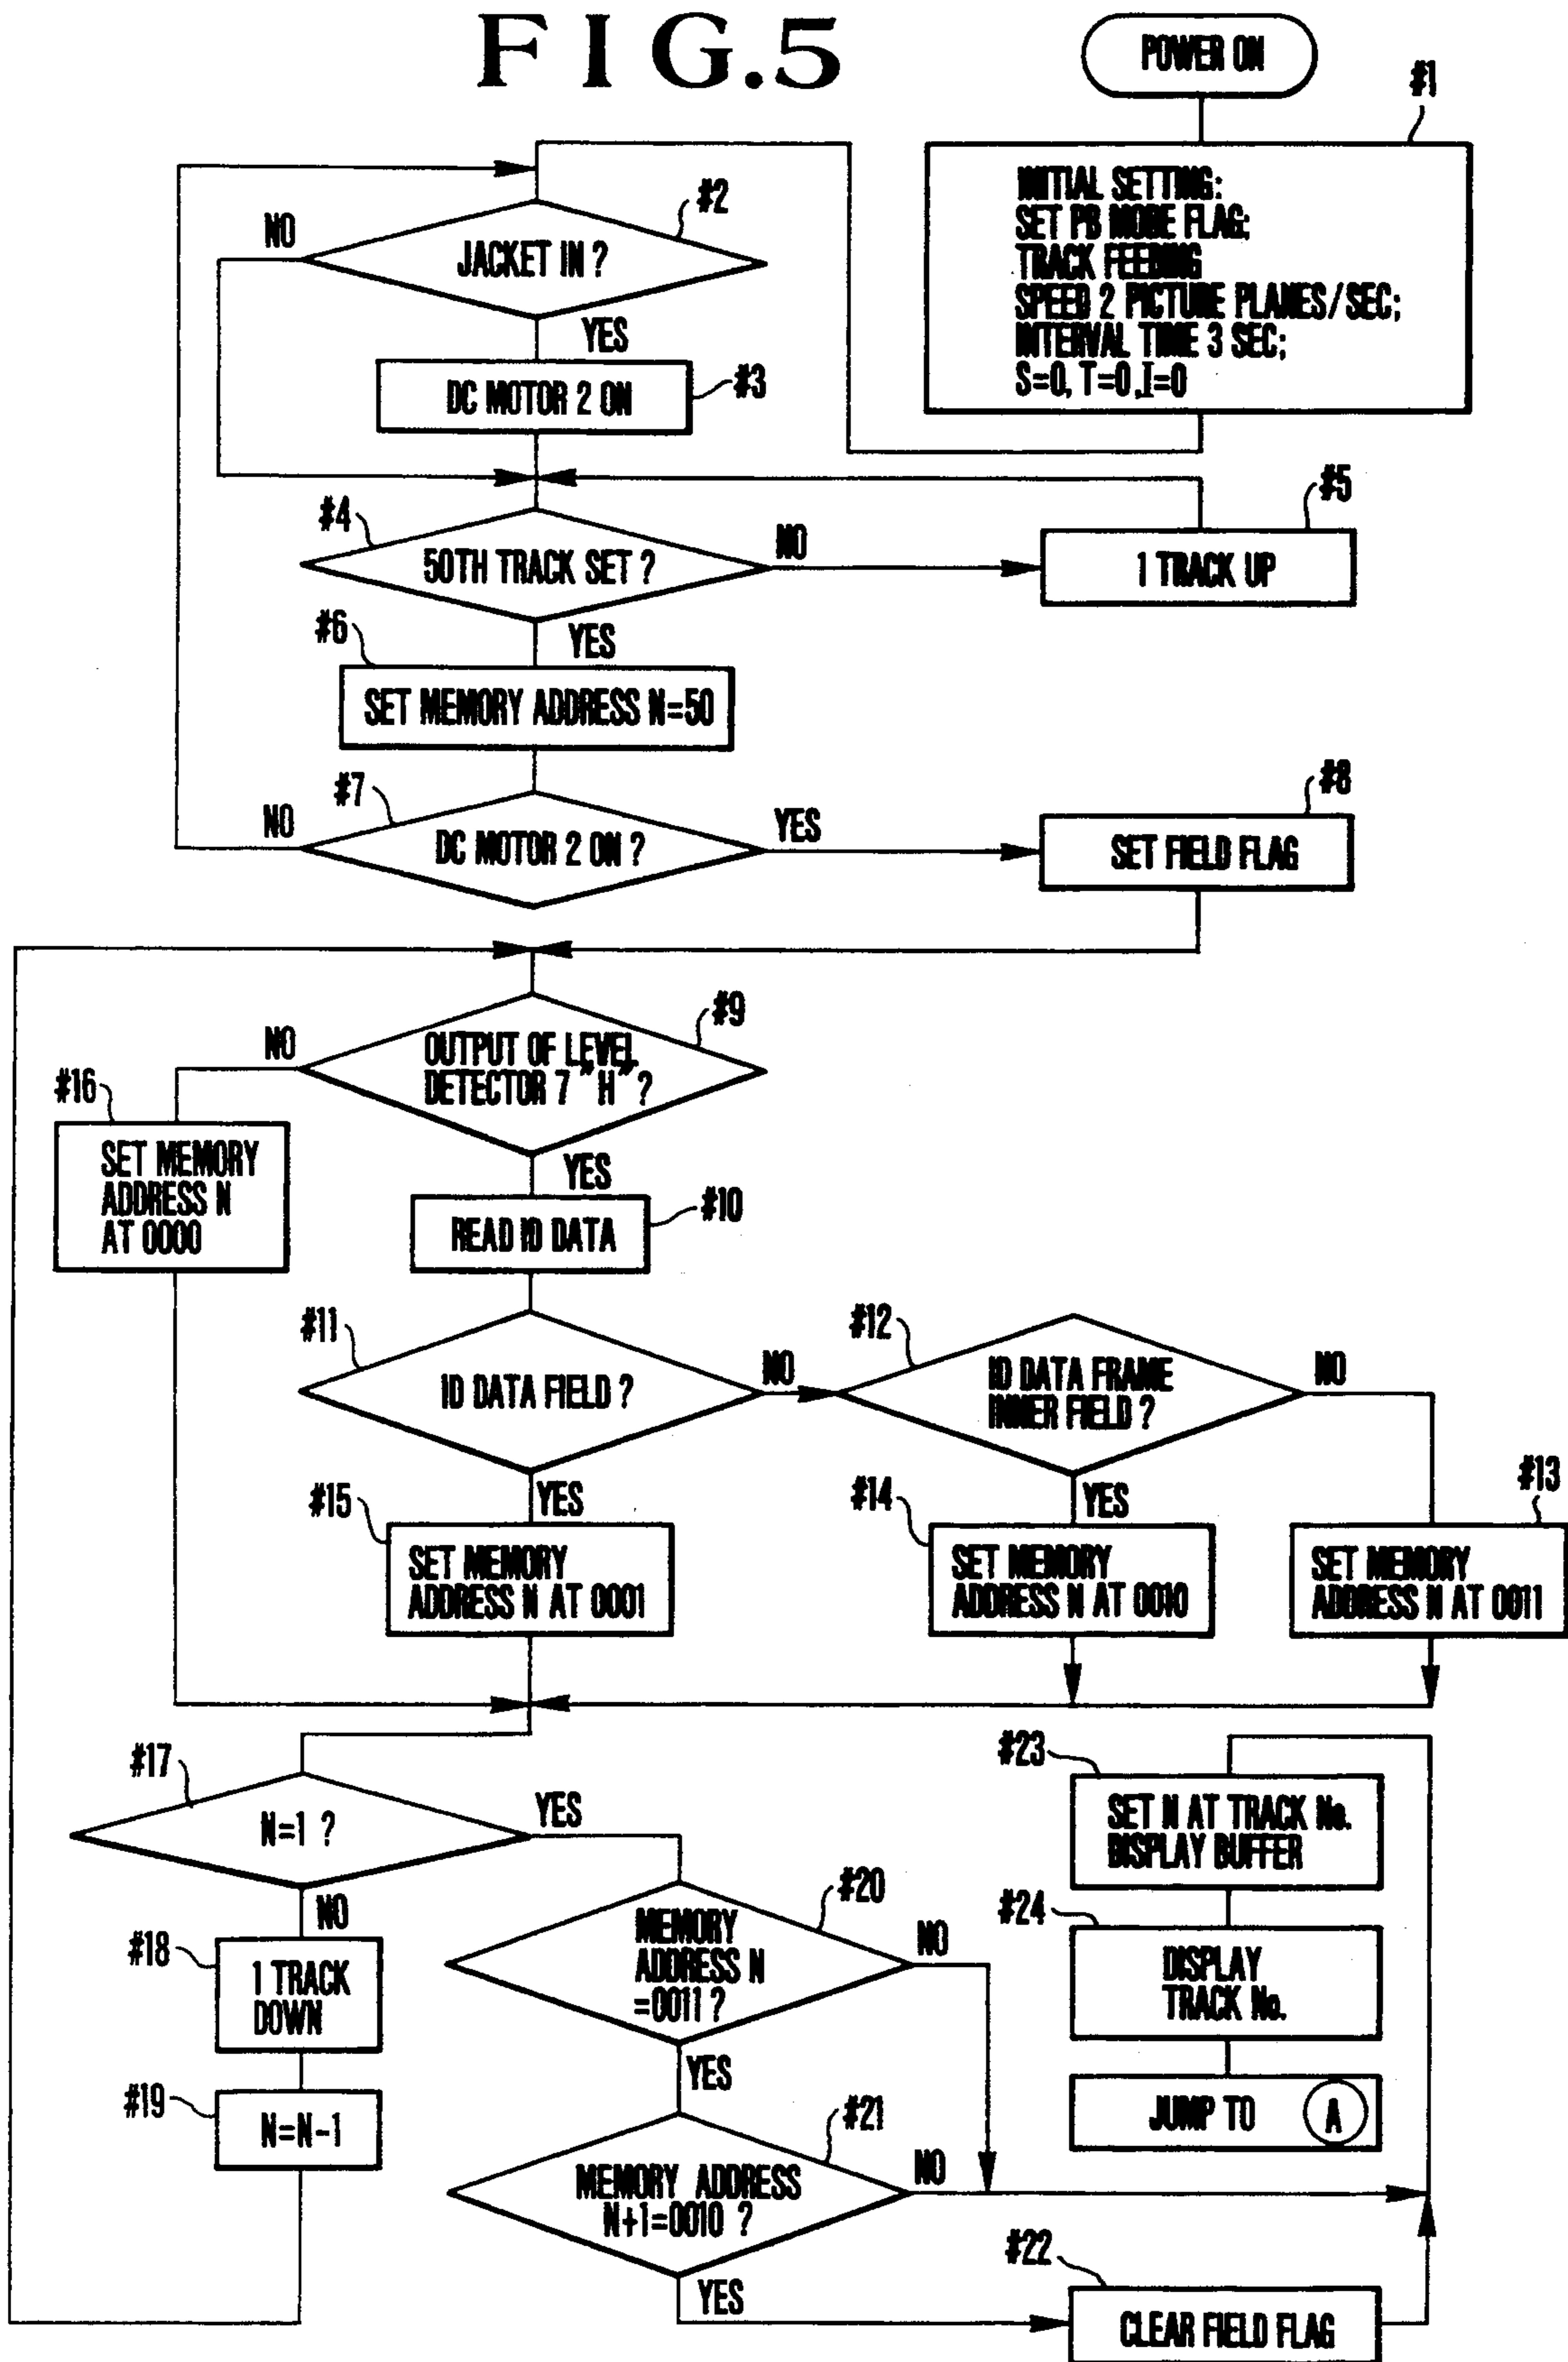 FIG.5
POWER ON
#1
INITIAL SETTING:
SET PB MODE FLAG;
TRACK FEEDING
SPEED 2 PICTURE PLANES/SEC;
INTERVAL TIME 3 SEC;
S=0, T=0, I=0
#2
JACKET IN ?
NO
YES
DC MOTOR 2 ON
#3
#4
50TH TRACK SET ?
NO
#5
1 TRACK UP
YES
#6
SET MEMORY ADDRESS N=50
#7
NO
DC MOTOR 2 ON ?
YES
#8
SET FIELD FLAG
#9
NO
OUTPUT OF LEVEL
DETECTOR 7 "H" ?
#16
SET MEMORY
ADDRESS N
AT 0000
YES
READ ID DATA
#10
#11
ID DATA FIELD ?
NO
#12
ID DATA FRAME
INNER FIELD ?
NO
#15
YES
SET MEMORY
ADDRESS N AT 0001
#14
YES
SET MEMORY
ADDRESS N AT 0010
#13
SET MEMORY
ADDRESS N AT 0011
#17
N=1 ?
YES
NO
#18
1 TRACK
DOWN
#19
N=N-1
#20
MEMORY
ADDRESS N
=0011 ?
NO
YES
#21
MEMORY ADDRESS
N+1=0010 ?
NO
YES
#22
CLEAR FIELD FLAG
#23
SET N AT TRACK No.
DISPLAY BUFFER
#24
DISPLAY
TRACK No.
JUMP TO A